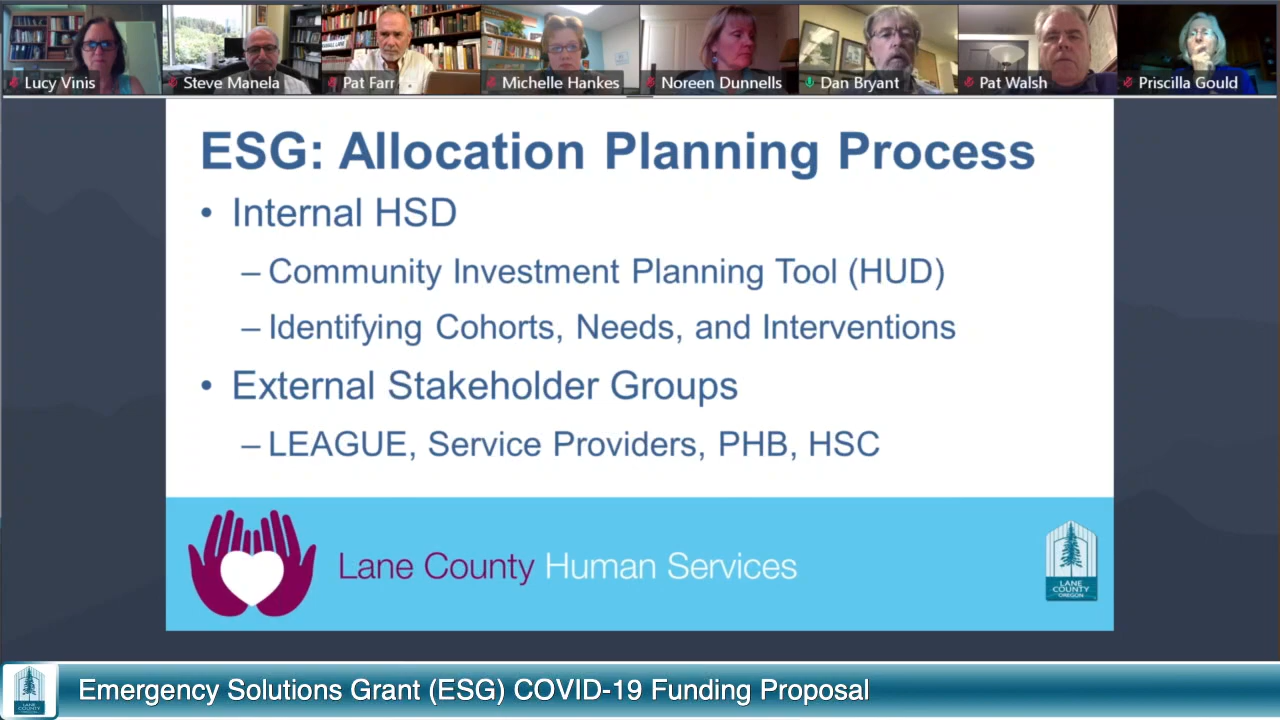 Lucy Vinis
Steve Manela
Pat Farr
Michelle Hankes
Noreen Dunnells
Dan Bryant
Pat Walsh
Priscilla Gould
ESG: Allocation Planning Process
• Internal HSD
– Community Investment Planning Tool (HUD)
– Identifying Cohorts, Needs, and Interventions
• External Stakeholder Groups
– LEAGUE, Service Providers, PHB, HSC
Lane County Human Services
LANE
COUNTY
OREGON
LANE
COUNTY
Emergency Solutions Grant (ESG) COVID-19 Funding Proposal